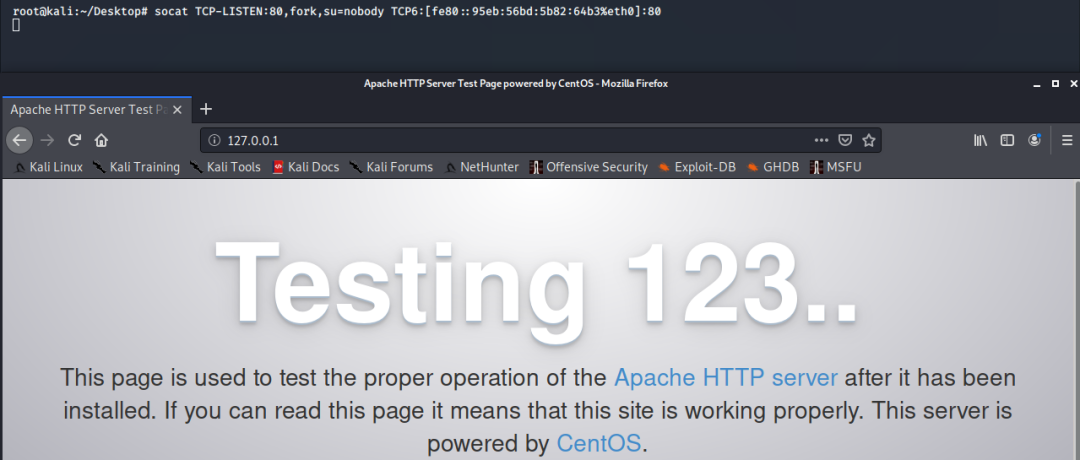 root@kali:~/Desktop# socat TCP-LISTEN:80,fork,su=nobody TCP6:[fe80::95eb:56bd:5b82:64b3%eth0]:80
Apache HTTP Server Test Page powered by CentOS - Mozilla Firefox
Apache HTTP Server Test Pa
127.0.0.1
Kali Linux Kali Training Kali Tools Kali Docs Kali Forums NetHunter Offensive Security Exploit-DB GHDB MSFU
Testing 123..
This page is used to test the proper operation of the Apache HTTP server after it has been
installed. If you can read this page it means that this site is working properly. This server is
powered by CentOS.